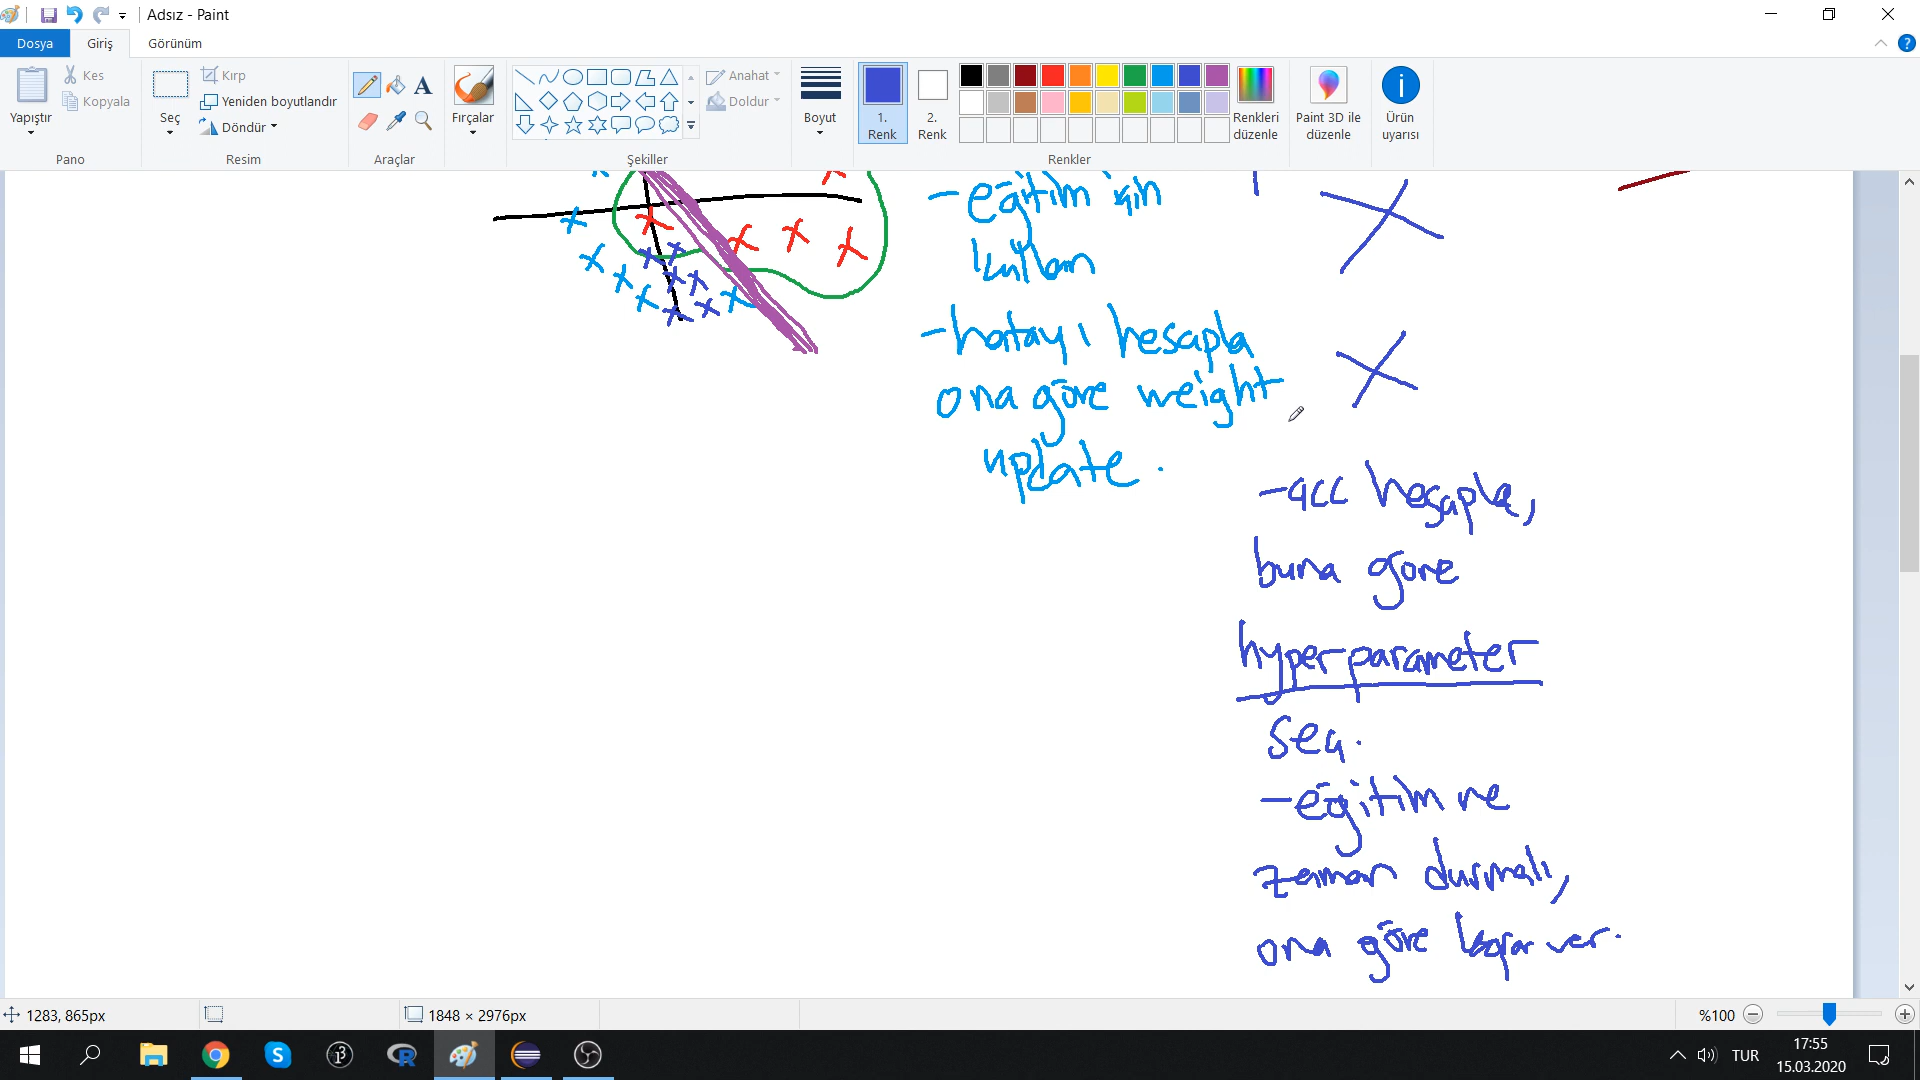 Adsız - Paint
Dosya
Giriş
Görünüm
Yapıştır
Kes
Kopyala
Pano
Seç
Kırp
Yeniden boyutlandır
Döndür
Resim
Araçlar
Fırçalar
Anahat
Doldur
Şekiller
Boyut
1. Renk
2. Renk
Renkleri düzenle
Renkler
Paint 3D ile düzenle
Ürün uyarısı
- eğitim için
kullan
- hatayı hesapla
ona göre weight
update.
- acc hesapla,
buna göre
hyperparameter
seç.
- eğitim ne
zaman durmalı,
ona göre karar ver.
1283, 865px
1848 × 2976px
%100
TUR
17:55
15.03.2020